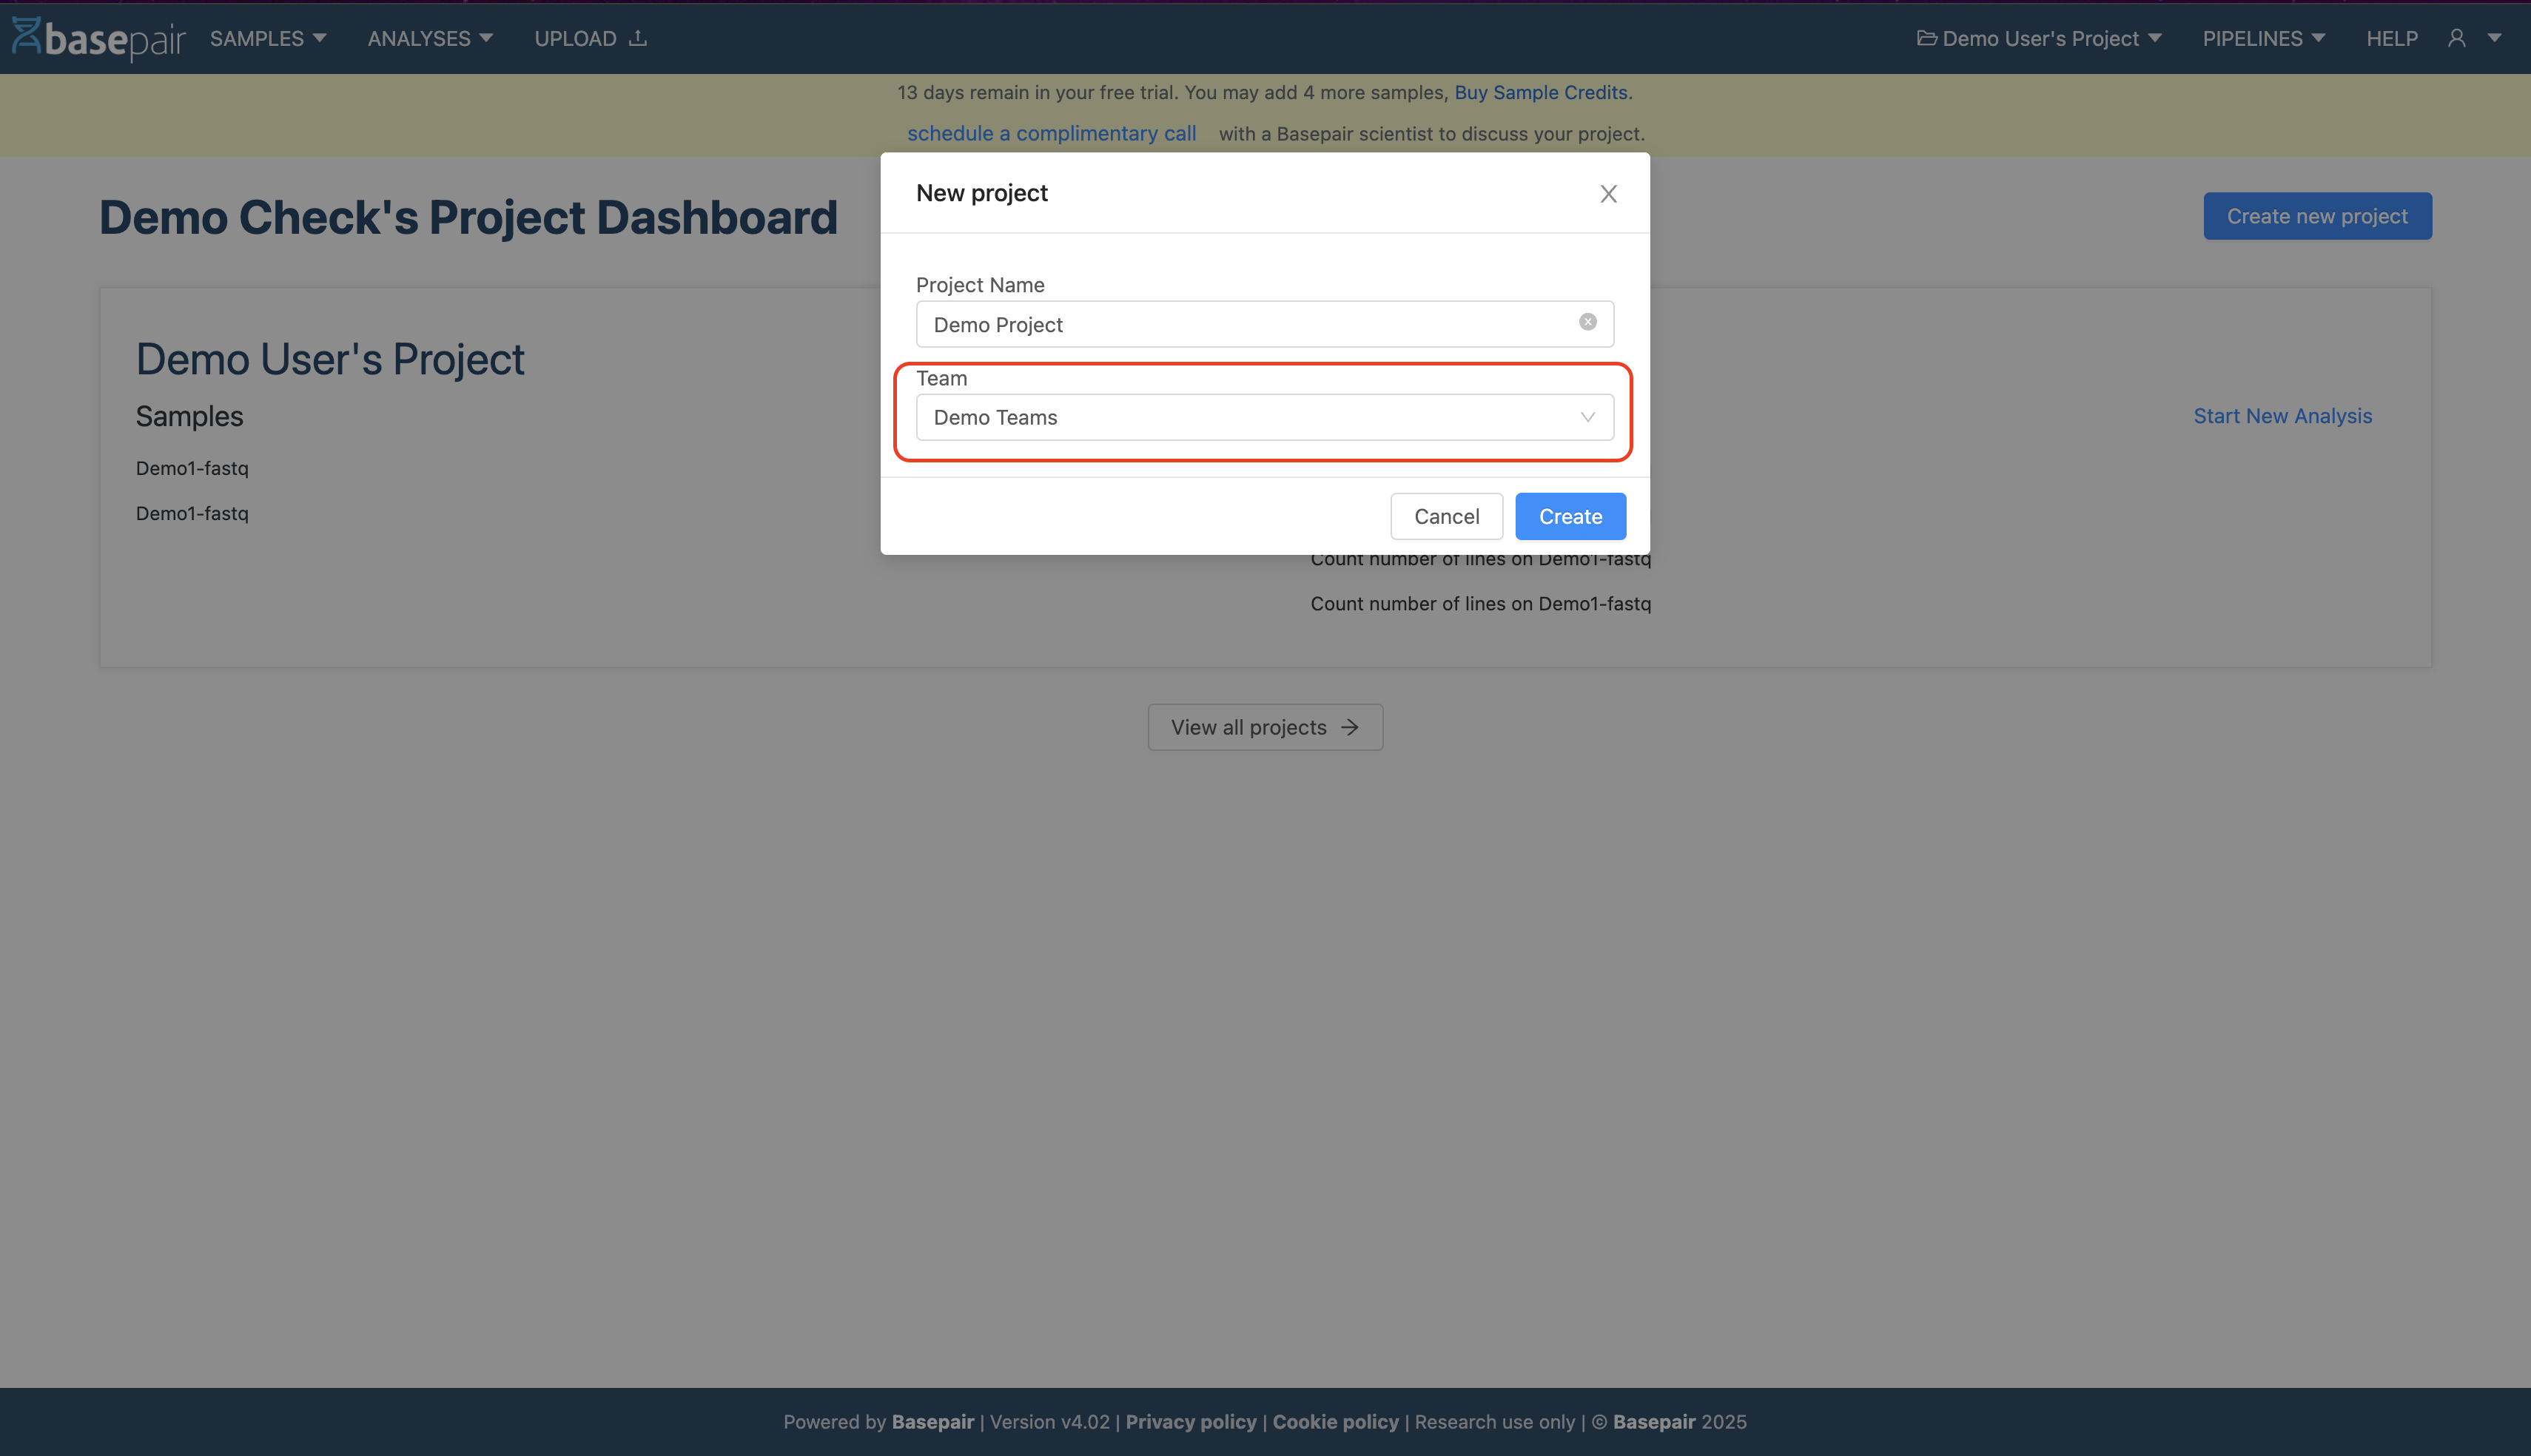 basepair SAMPLES ANALYSES UPLOAD Demo User's Project PIPELINES HELP
13 days remain in your free trial. You may add 4 more samples, Buy Sample Credits.
schedule a complimentary call with a Basepair scientist to discuss your project.
Demo Check's Project Dashboard
Create new project
New project
Project Name
Demo Project
Team
Demo Teams
Cancel Create
Demo User's Project
Samples
Start New Analysis
Demo1-fastq
Demo1-fastq
Count number of lines on Demo1-fastq
Count number of lines on Demo1-fastq
View all projects
Powered by Basepair | Version v4.02 | Privacy policy | Cookie policy | Research use only | © Basepair 2025